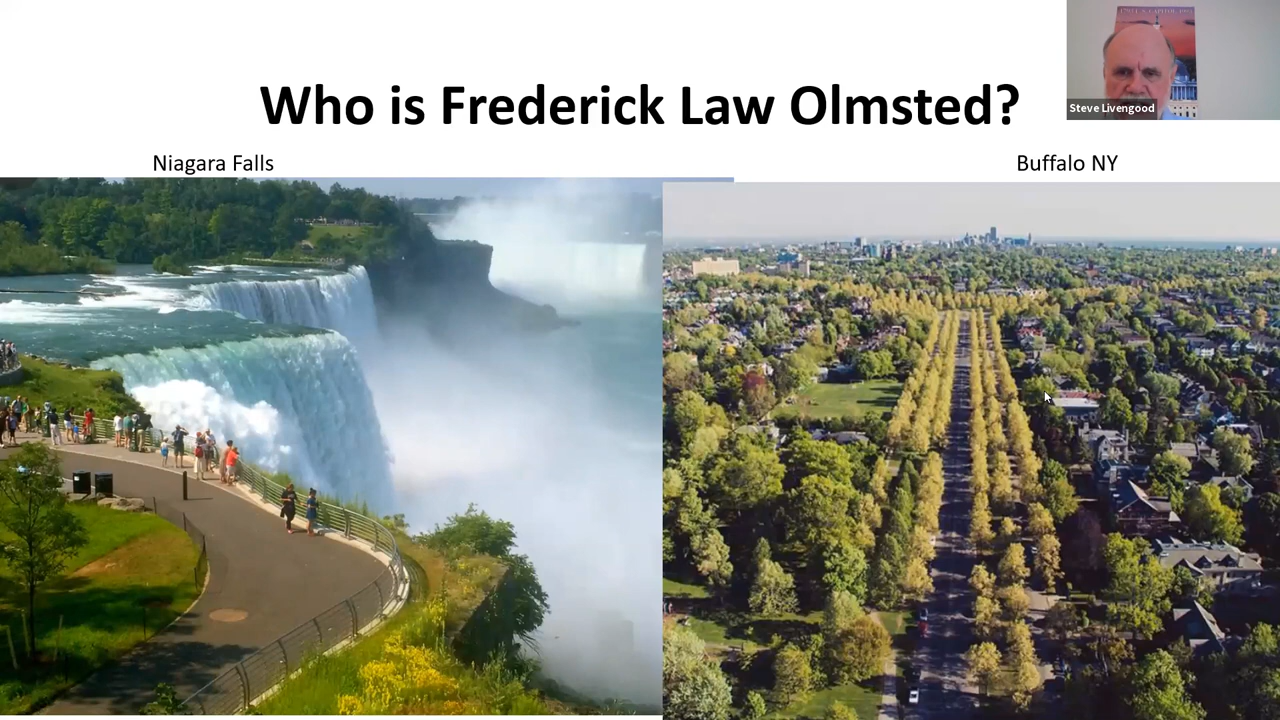 Who is Frederick Law Olmsted?
Steve Livengood
Niagara Falls
Buffalo NY